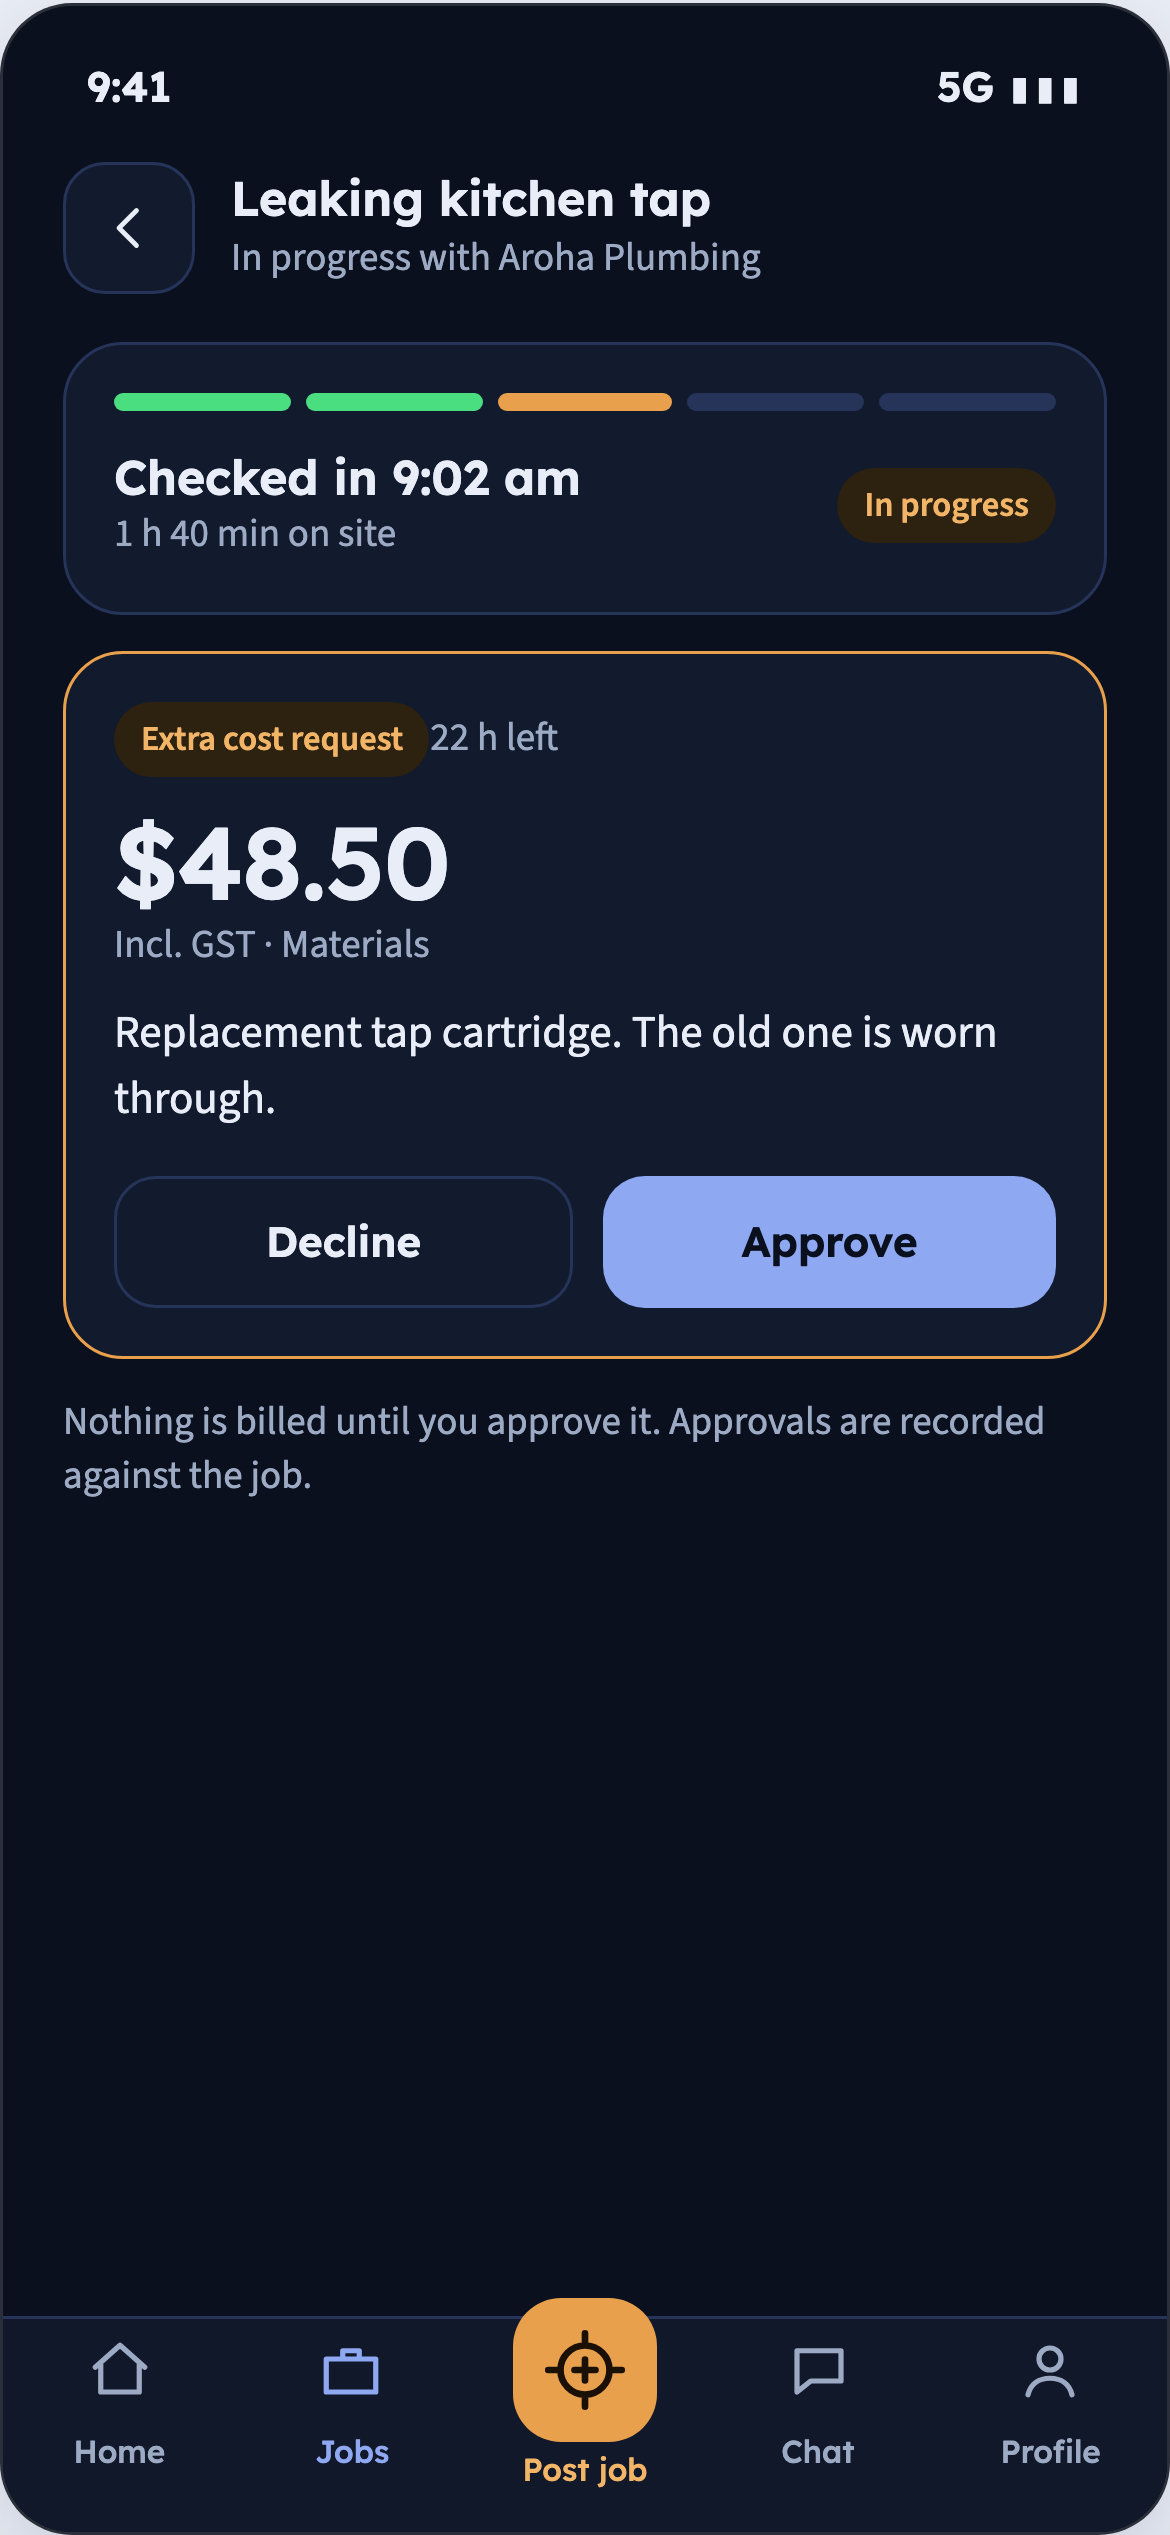 9:41
5G
Leaking kitchen tap
In progress with Aroha Plumbing
Checked in 9:02 am
1 h 40 min on site
In progress
Extra cost request
22 h left
$48.50
Incl. GST · Materials
Replacement tap cartridge. The old one is worn
through.
Decline
Approve
Nothing is billed until you approve it. Approvals are recorded
against the job.
Home
Jobs
Post job
Chat
Profile